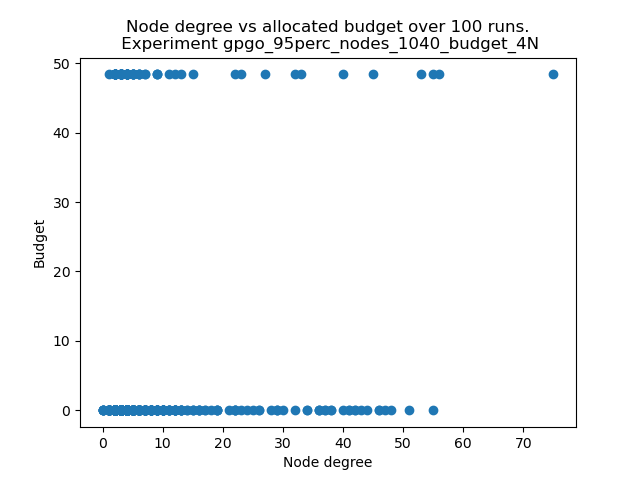 Node degree vs allocated budget over 100 runs.
Experiment gpgo_95perc_nodes_1040_budget_4N
50
40
30
20
10
0
Budget
0 10 20 30 40 50 60 70
Node degree